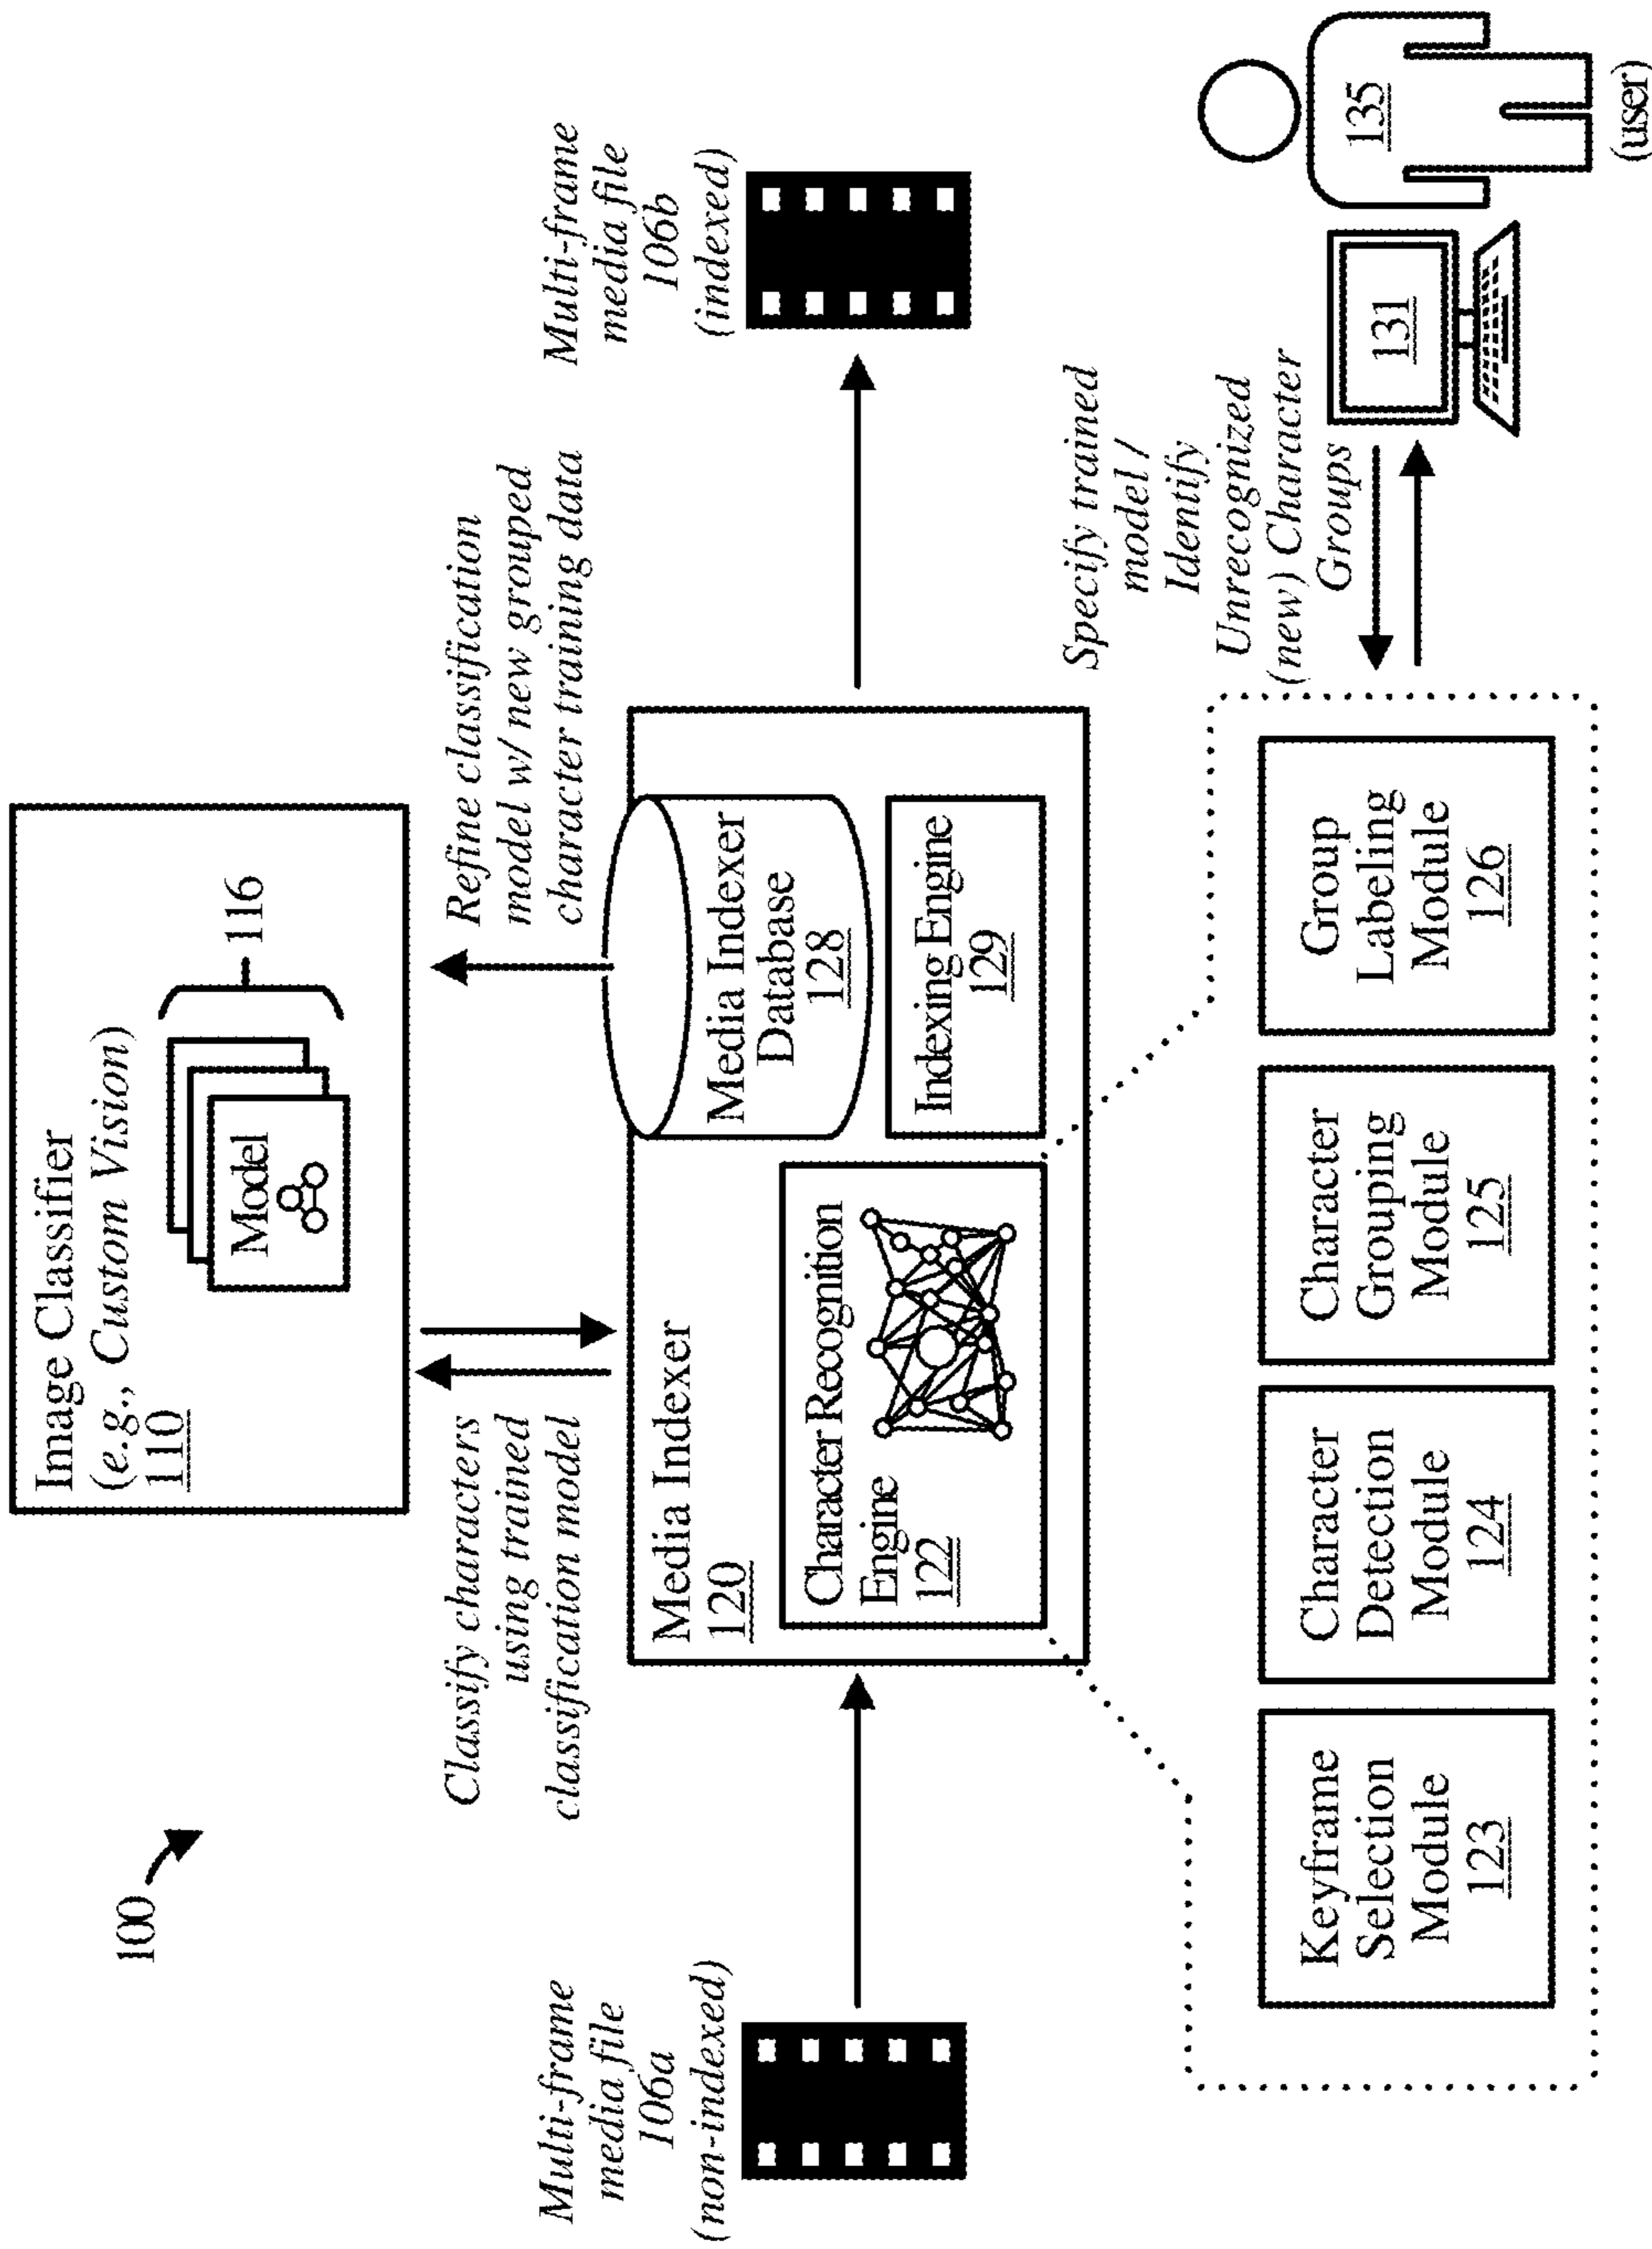 100
Image Classifier
(e.g., Custom Vision)
110
Model
116
Classify characters
using trained
classification model
Refine classification
model w/ new grouped
character training data
Multi-frame
media file
106a
(non-indexed)
Media Indexer
120
Character Recognition
Engine
122
Media Indexer
Database
128
Indexing Engine
129
Multi-frame
media file
106b
(indexed)
Specify trained
model /
Identify
Unrecognized
(new) Character
Groups
Keyframe
Selection
Module
123
Character
Detection
Module
124
Character
Grouping
Module
125
Group
Labeling
Module
126
131
135
(user)